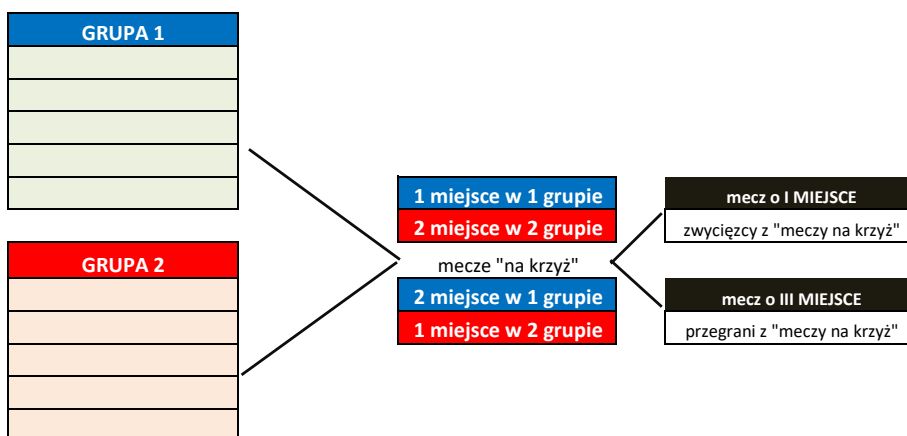 GRUPA 1
GRUPA 2
1 miejsce w 1 grupie
2 miejsce w 2 grupie
mecze "na krzyż"
2 miejsce w 1 grupie
1 miejsce w 2 grupie
mecz o I MIEJSCE
zwycięzcy z "meczy na krzyż"
mecz o III MIEJSCE
przegrani z "meczy na krzyż"